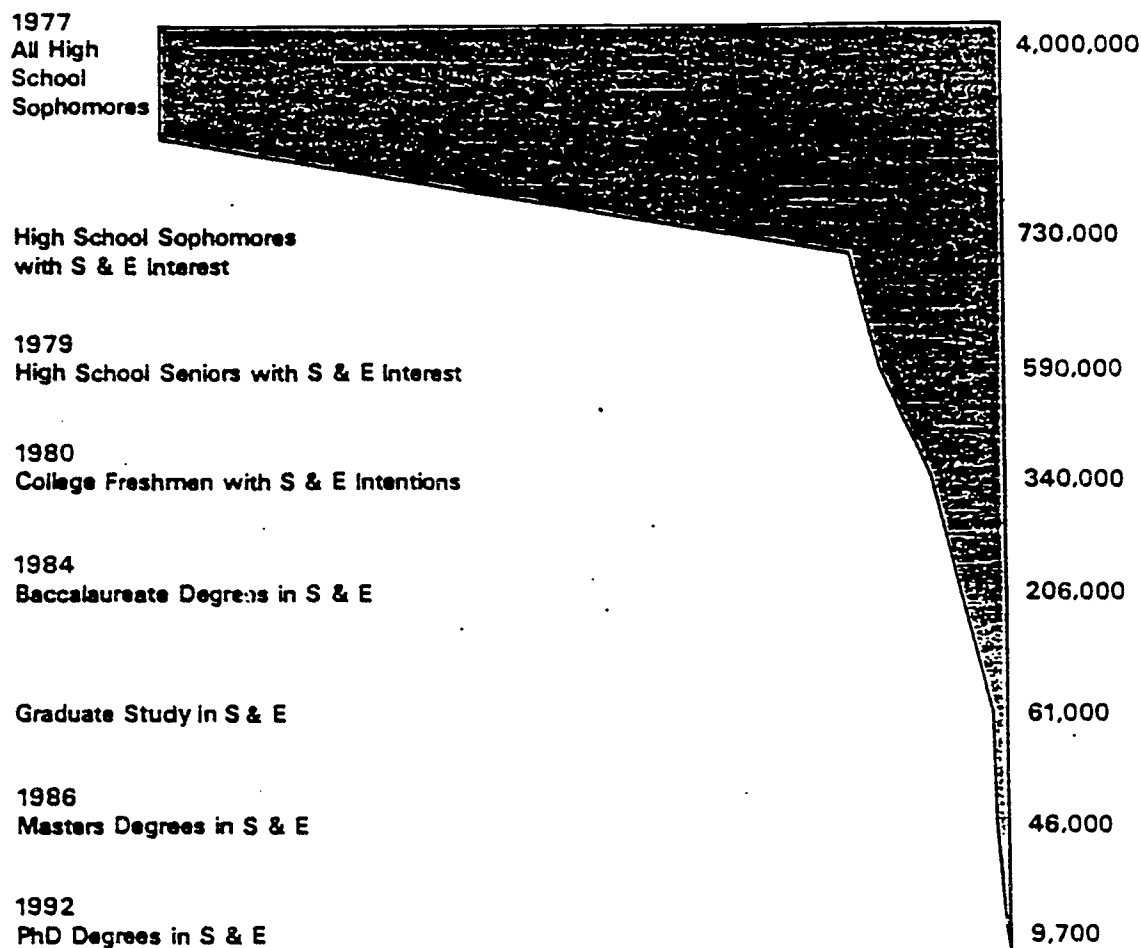 1977
All High
School
Sophomores
4,000,000
High School Sophomores
with S & E Interest
730,000
1979
High School Seniors with S & E Interest
590,000
1980
College Freshmen with S & E Intentions
340,000
1984
Baccalaureate Degrees in S & E
206,000
Graduate Study in S & E
61,000
1986
Masters Degrees in S & E
46,000
1992
PhD Degrees in S & E
9,700